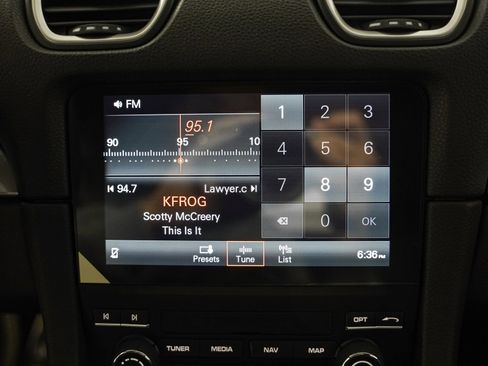 FM
1 2 3
95.1
90 95 10
4 5 6
94.7 Lawyer.c
7 8 9
KFROG
Scotty McCreery
This Is It
0 OK
Presets Tune List 6:36 PM
OPT
TUNER MEDIA NAV MAP